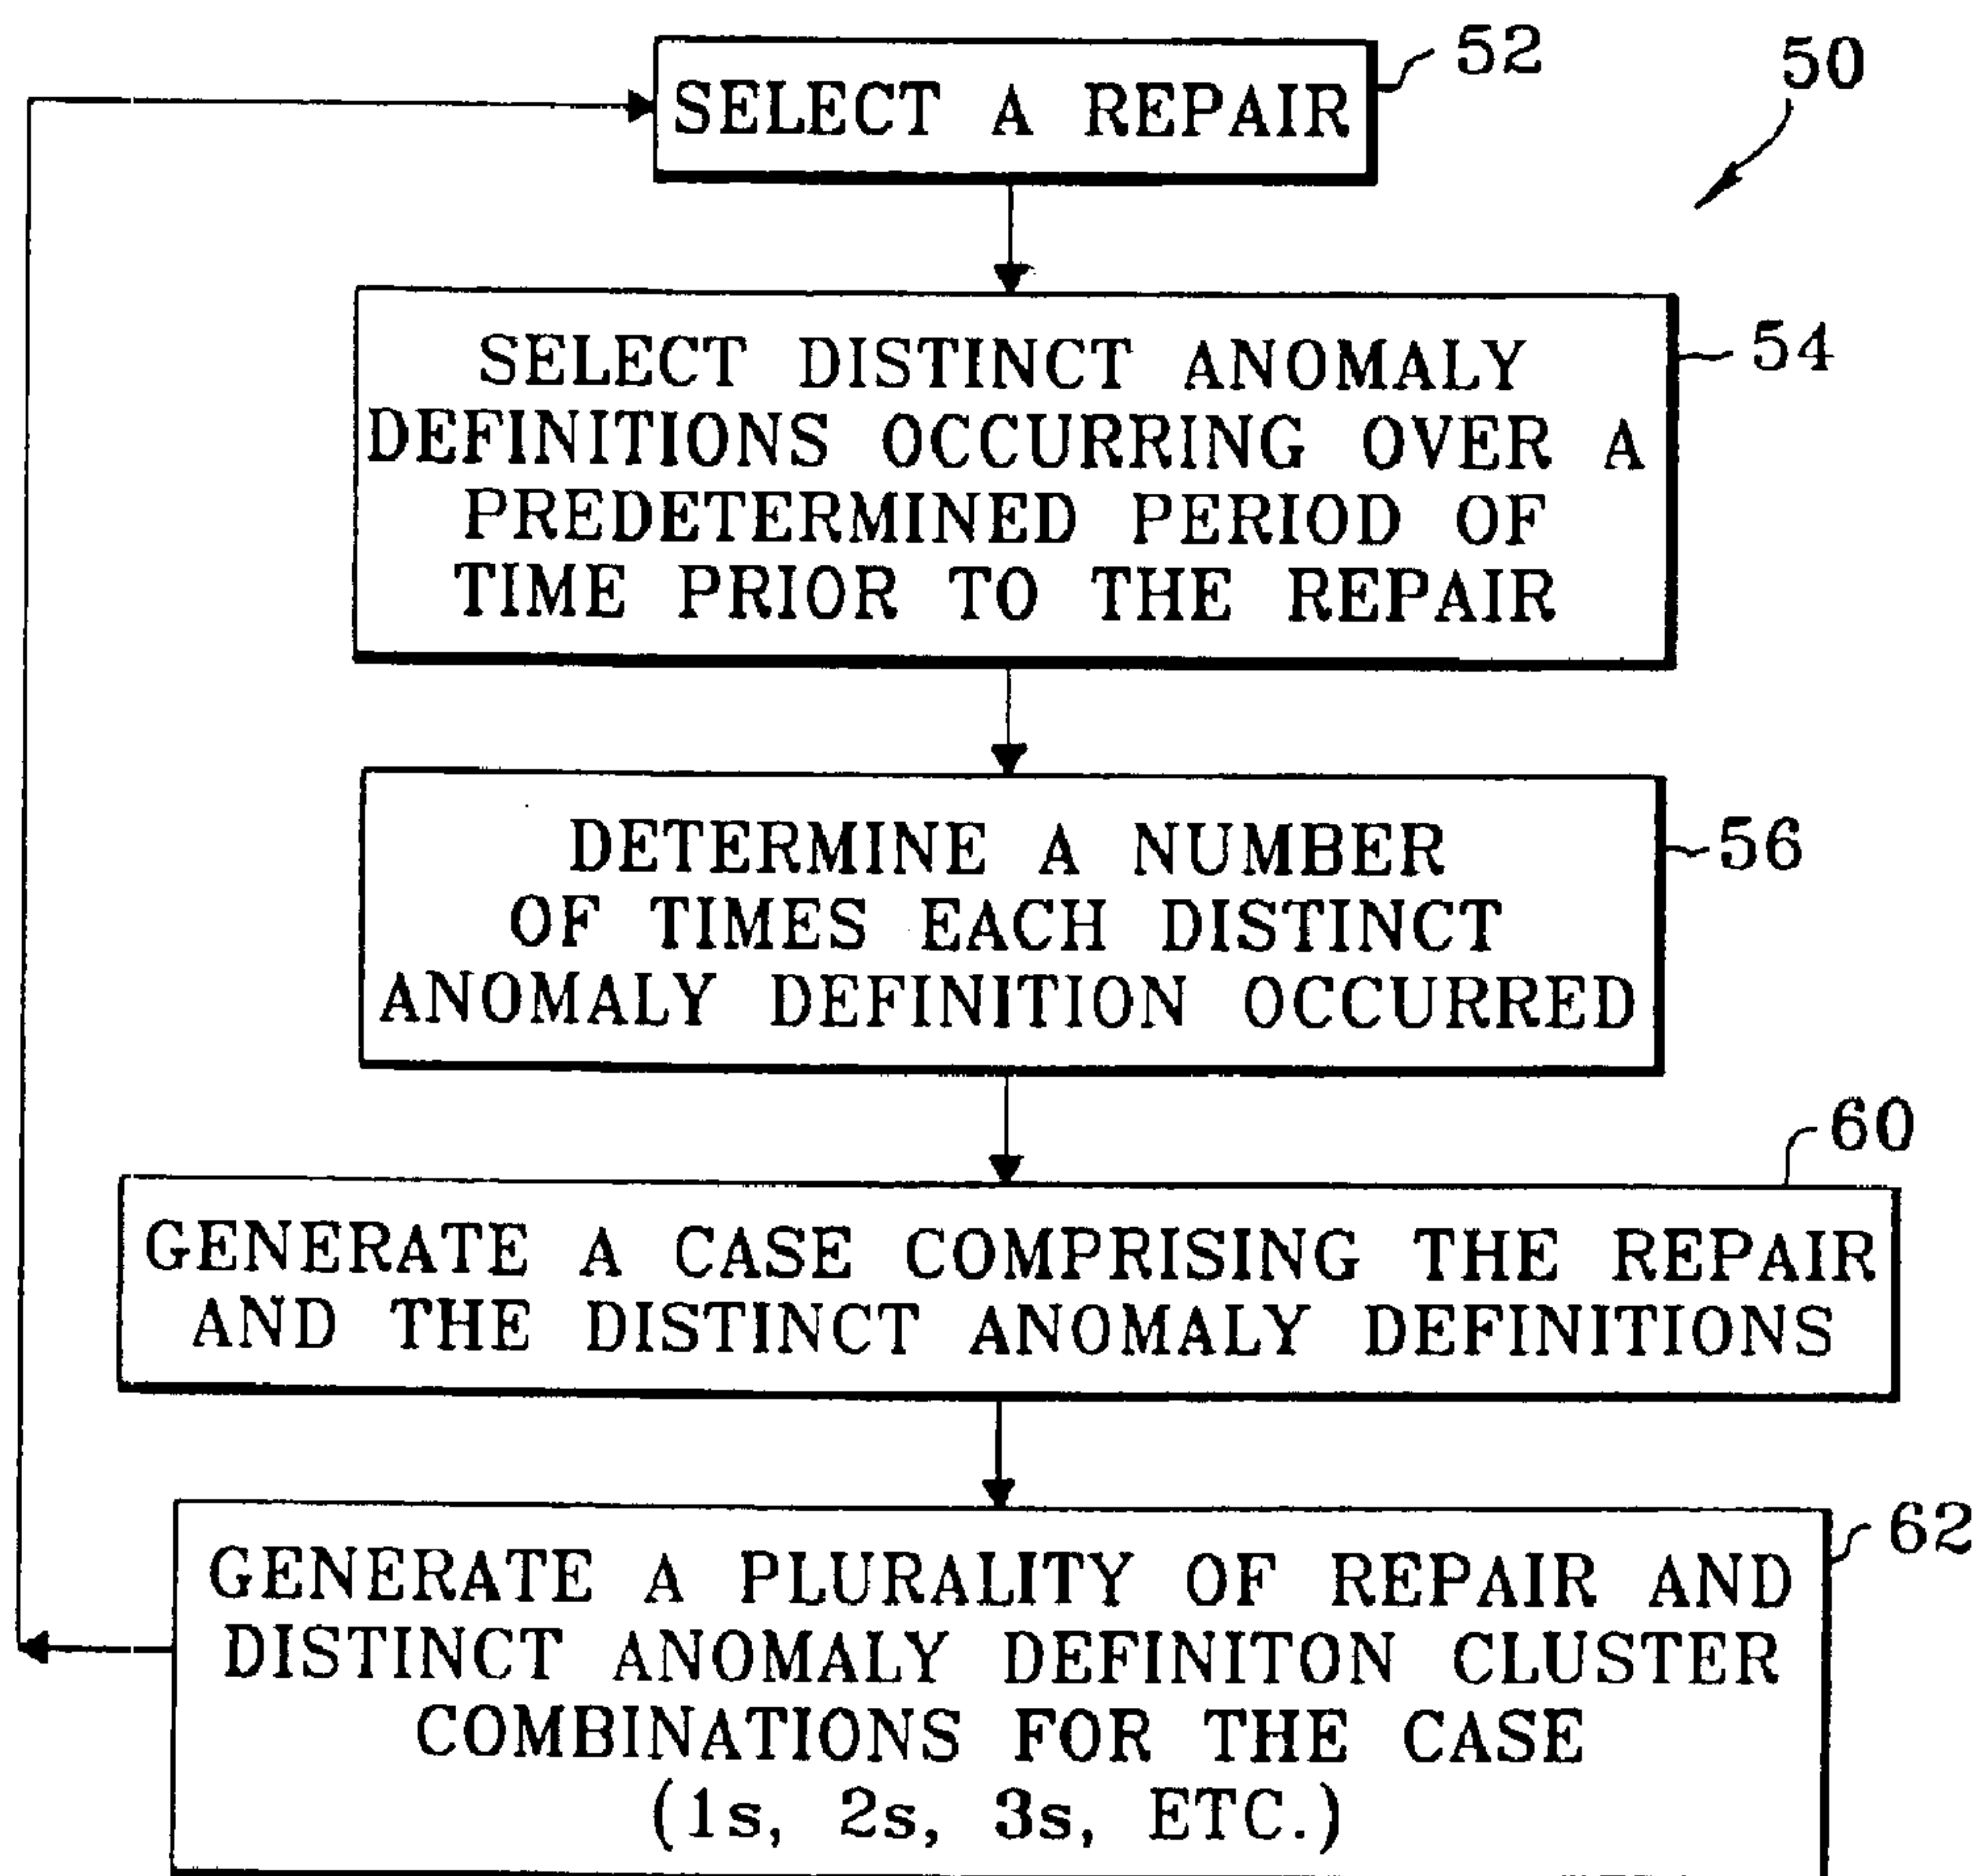 52
50
SELECT A REPAIR
54
SELECT DISTINCT ANOMALY
DEFINITIONS OCCURRING OVER A
PREDETERMINED PERIOD OF
TIME PRIOR TO THE REPAIR
56
DETERMINE A NUMBER
OF TIMES EACH DISTINCT
ANOMALY DEFINITION OCCURRED
60
GENERATE A CASE COMPRISING THE REPAIR
AND THE DISTINCT ANOMALY DEFINITIONS
62
GENERATE A PLURALITY OF REPAIR AND
DISTINCT ANOMALY DEFINITON CLUSTER
COMBINATIONS FOR THE CASE
(1s, 2s, 3s, ETC.)